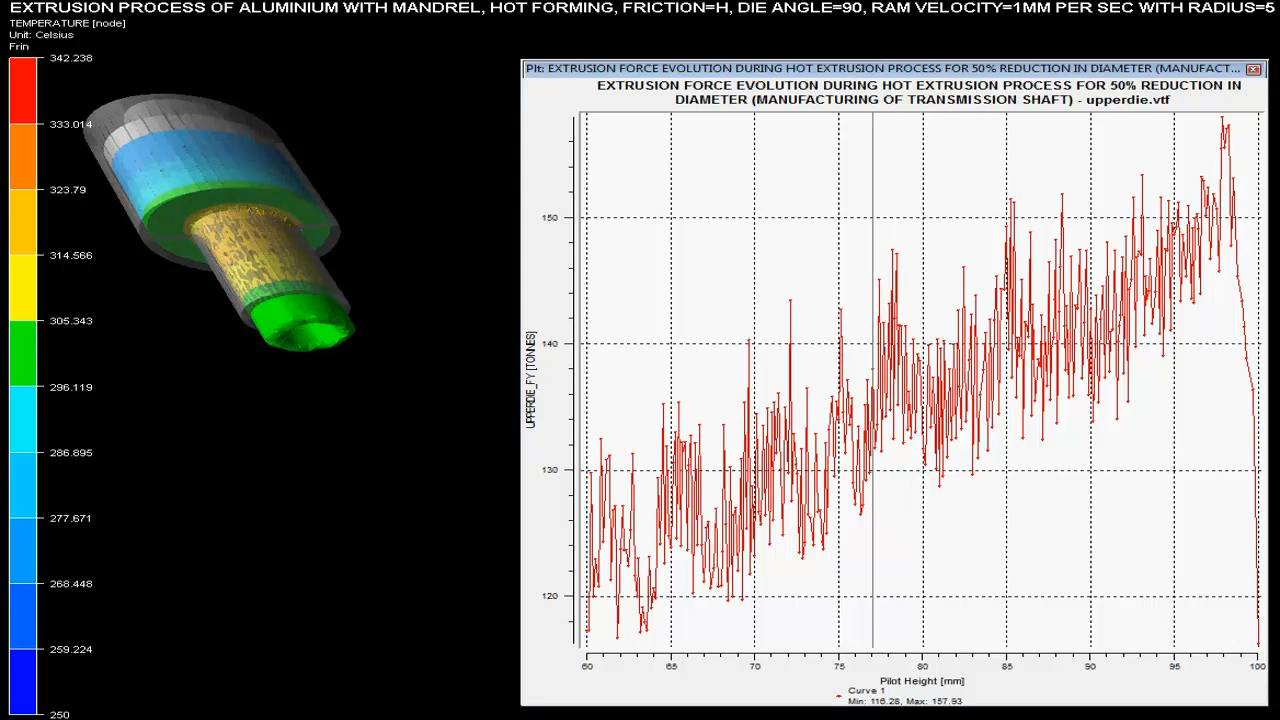 EXTRUSION PROCESS OF ALUMINIUM WITH MANDREL, HOT FORMING, FRICTION=H, DIE ANGLE=90, RAM VELOCITY=1MM PER SEC WITH RADIUS=5
TEMPERATURE [node]
Unit: Celsius
Frin
342.238
333.014
323.79
314.566
305.343
296.119
286.895
277.671
268.448
259.224
250
Plt: EXTRUSION FORCE EVOLUTION DURING HOT EXTRUSION PROCESS FOR 50% REDUCTION IN DIAMETER (MANUFACT...
EXTRUSION FORCE EVOLUTION DURING HOT EXTRUSION PROCESS FOR 50% REDUCTION IN
DIAMETER (MANUFACTURING OF TRANSMISSION SHAFT) - upperdie.vtf
UPPERDIE_FY [TONNES]
150
140
130
120
60 65 70 75 80 85 90 95 100
Pilot Height [mm]
Curve 1
Min: 116.28, Max: 157.93